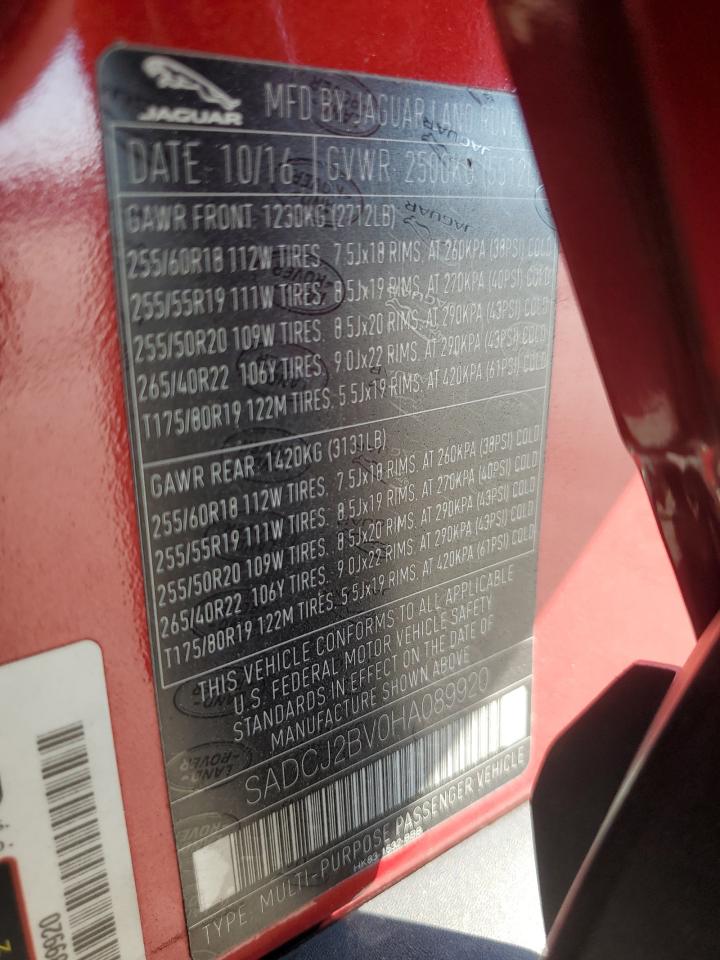 JAGUAR
MFD BY JAGUAR LAND ROVE
DATE: 10/16
GVWR: 2500KG (5512
GAWR FRONT: 1230KG (2712LB)
255/60R18 112W TIRES, 7.5Jx18 RIMS, AT 260KPA (38PSI) COLD
255/55R19 111W TIRES, 8.5Jx19 RIMS, AT 270KPA (40PSI) COLD
255/50R20 109W TIRES, 8.5Jx20 RIMS, AT 290KPA (43PSI) COLD
265/40R22 106Y TIRES, 9.0Jx22 RIMS, AT 290KPA (43PSI) COLD
T175/80R19 122M TIRES, 5.5Jx19 RIMS, AT 420KPA (61PSI) COLD
GAWR REAR: 1420KG (3131LB)
255/60R18 112W TIRES, 7.5Jx18 RIMS, AT 260KPA (38PSI) COLD
255/55R19 111W TIRES, 8.5Jx19 RIMS, AT 270KPA (40PSI) COLD
255/50R20 109W TIRES, 8.5Jx20 RIMS, AT 290KPA (43PSI) COLD
265/40R22 106Y TIRES, 9.0Jx22 RIMS, AT 290KPA (43PSI) COLD
T175/80R19 122M TIRES, 5.5Jx19 RIMS, AT 420KPA (61PSI) COLD
THIS VEHICLE CONFORMS TO ALL APPLICABLE
U.S. FEDERAL MOTOR VEHICLE SAFETY
STANDARDS IN EFFECT ON THE DATE OF
MANUFACTURE SHOWN ABOVE
SADCJ2BV0HA089920
TYPE: MULTI-PURPOSE PASSENGER VEHICLE
89920